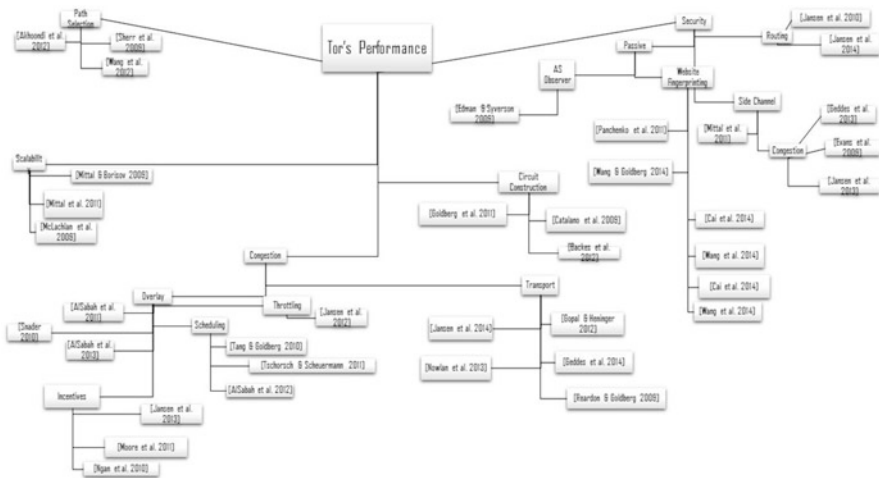 Tor's Performance
Path
Selection
[Akhoondi et al.
2012]
[Sherr et al.
2009]
[Wang et al.
2012]
Security
Passive
AS
Observer
[Edman & Syverson
2009]
Website
Fingerprinting
[Panchenko et al. 2011]
[Wang & Goldberg 2014]
[Cai et al. 2014]
[Wang et al. 2014]
[Cai et al. 2014]
[Wang et al. 2014]
Routing
[Jansen et al. 2010]
[Jansen et al.
2014]
Side Channel
[Mittal et al.
2011]
Congestion
[Geddes et al.
2013]
[Evans et al.
2009]
[Jansen et al.
2013]
Scalabilit
[Mittal & Borisov 2009]
[Mittal et al. 2011]
[McLachlan et al.
2009]
Circuit
Construction
[Goldberg et al. 2011]
[Catalano et al. 2009]
[Backes et al.
2012]
Congestion
Overlay
[AlSabah et al.
2011]
[Snader
2010]
[AlSabah et al.
2013]
Throttling
[Jansen et al.
2012]
Scheduling
[Tang & Goldberg 2010]
[Tschorsch & Scheuermann 2011]
[AlSabah et al. 2012]
Incentives
[Jansen et al.
2013]
[Moore et al. 2011]
[Ngan et al. 2010]
Transport
[Jansen et al. 2014]
[Gopal & Heninger
2012]
[Nowlan et al. 2013]
[Geddes et al. 2014]
[Reardon & Goldberg 2009]